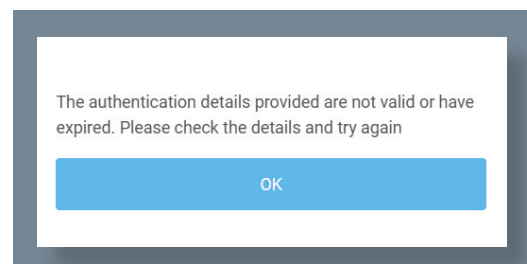 The authentication details provided are not valid or have
expired. Please check the details and try again
OK